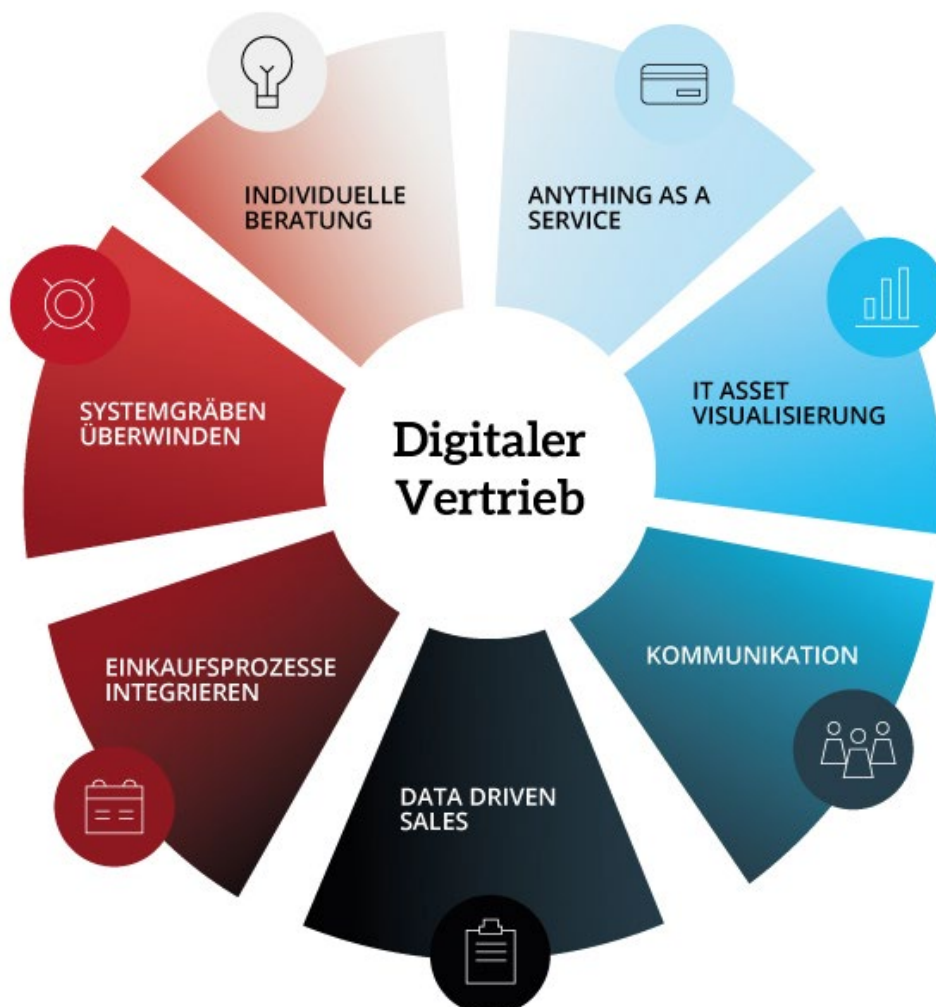 INDIVIDUELLE
BERATUNG
ANYTHING AS A
SERVICE
SYSTEMGRÄBEN
ÜBERWINDEN
IT ASSET
VISUALISIERUNG
Digitaler
Vertrieb
EINKAUFSPROZESSE
INTEGRIEREN
KOMMUNIKATION
DATA DRIVEN
SALES